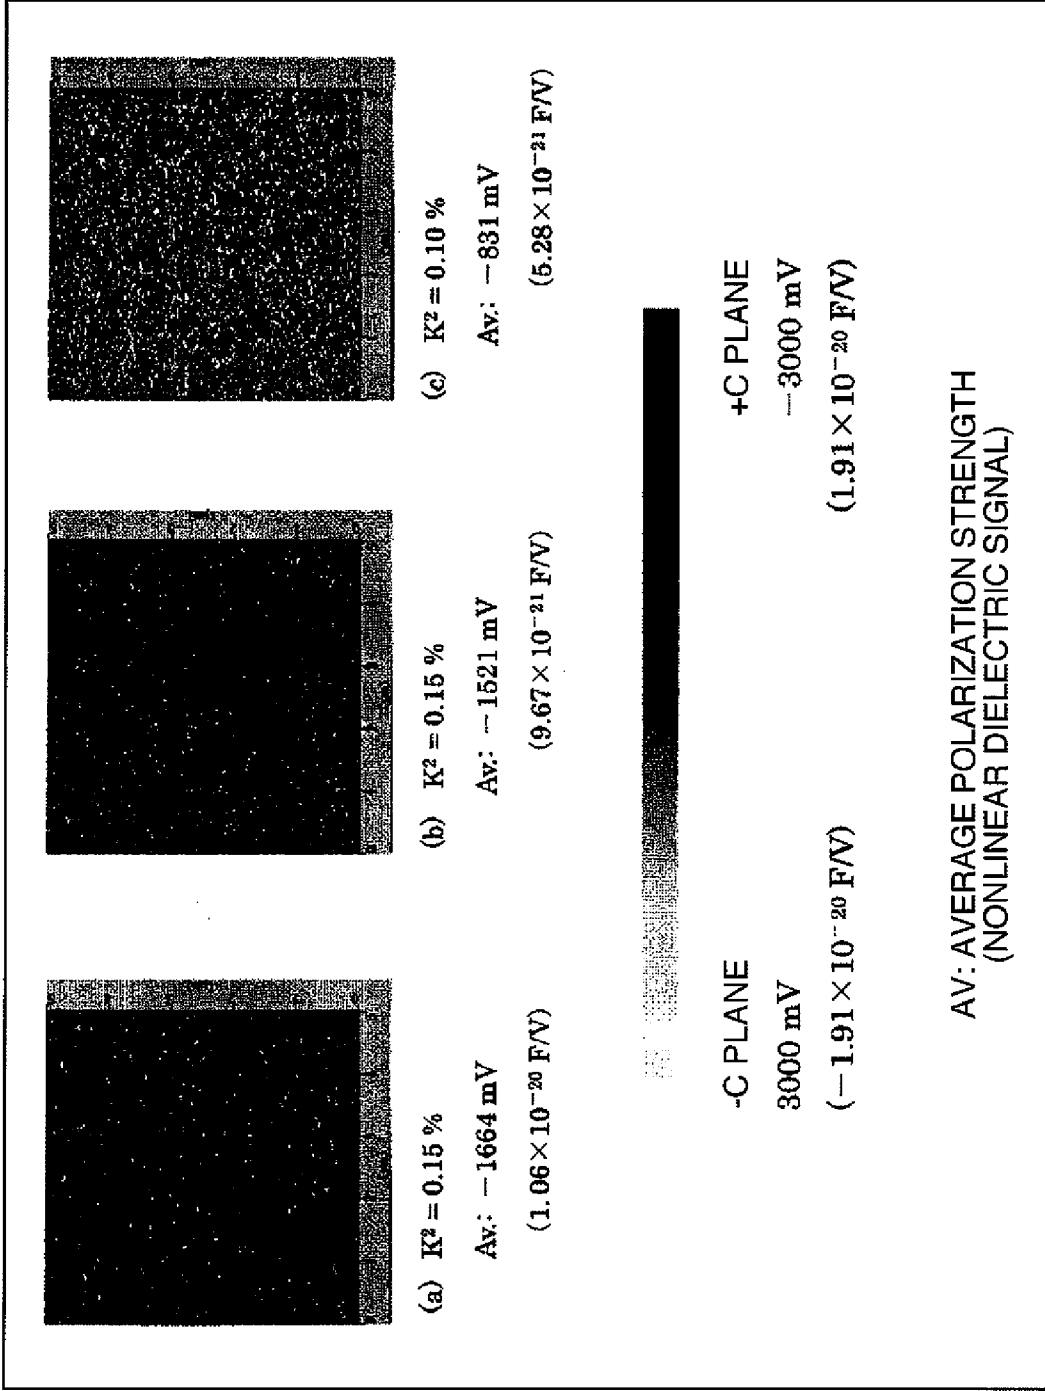 (a) K² = 0.15 %
Av.: −1664 mV
(1.06×10⁻²⁰ F/V)
(b) K² = 0.15 %
Av.: −1521 mV
(9.67×10⁻²¹ F/V)
(c) K² = 0.10 %
Av.: −831 mV
(5.28×10⁻²¹ F/V)
-C PLANE
3000 mV
(−1.91×10⁻²⁰ F/V)
+C PLANE
−3000 mV
(1.91×10⁻²⁰ F/V)
AV: AVERAGE POLARIZATION STRENGTH
(NONLINEAR DIELECTRIC SIGNAL)